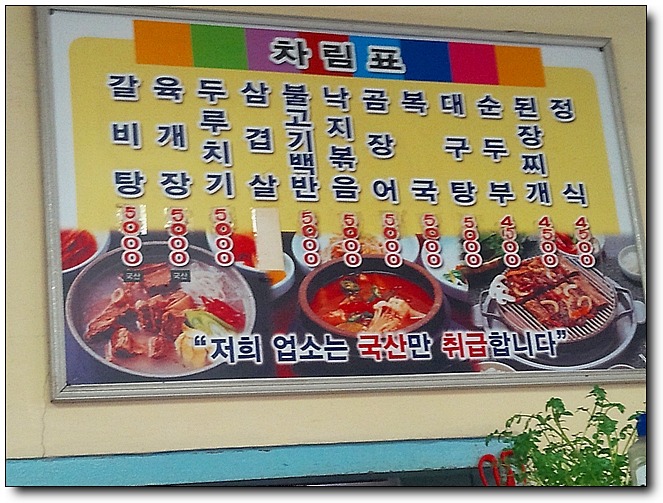 차림표
갈비탕 5000 국산
육개장 5000 국산
두루치기 5000
삼겹살
불고기백반 5000
낙지볶음 5000
곰장어 5000
복국 5000
대구탕 5000
순두부 4500
된장찌개 4500
정식 4500
“저희 업소는 국산만 취급합니다”